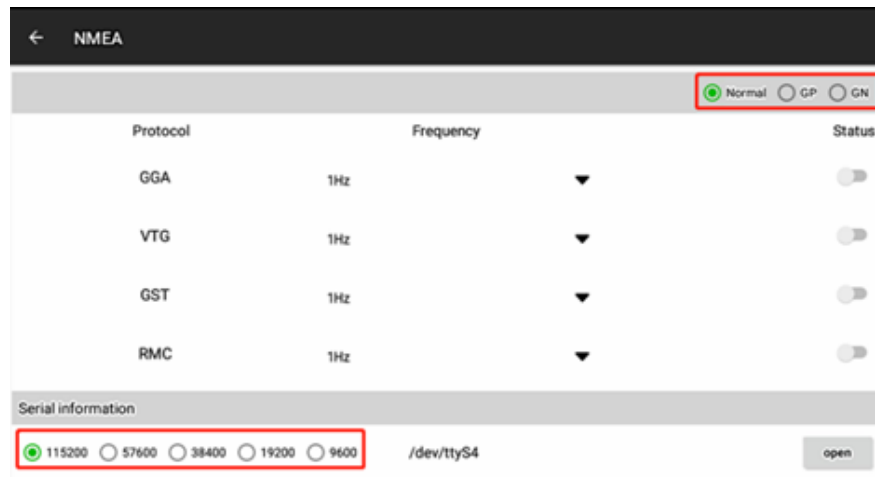 NMEA
Normal GP GN
Protocol Frequency Status
GGA 1Hz
VTG 1Hz
GST 1Hz
RMC 1Hz
Serial information
115200 57600 38400 19200 9600 /dev/ttyS4 open